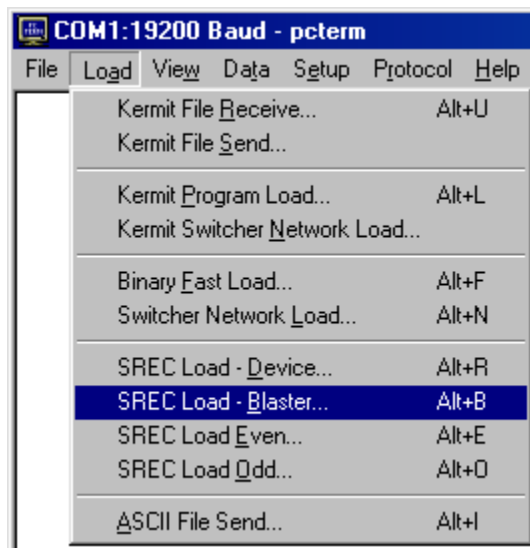 COM1:19200 Baud - pcterm
File Load View Data Setup Protocol Help
Kermit File Receive... Alt+U
Kermit File Send...
Kermit Program Load... Alt+L
Kermit Switcher Network Load...
Binary Fast Load... Alt+F
Switcher Network Load... Alt+N
SREC Load - Device... Alt+R
SREC Load - Blaster... Alt+B
SREC Load Even... Alt+E
SREC Load Odd... Alt+O
ASCII File Send... Alt+I